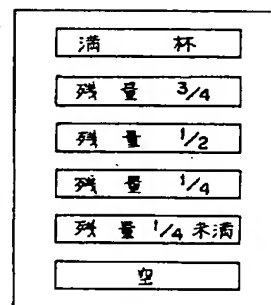 満 杯
残 量 3/4
残 量 1/2
残 量 1/4
残 量 1/4 未満
空